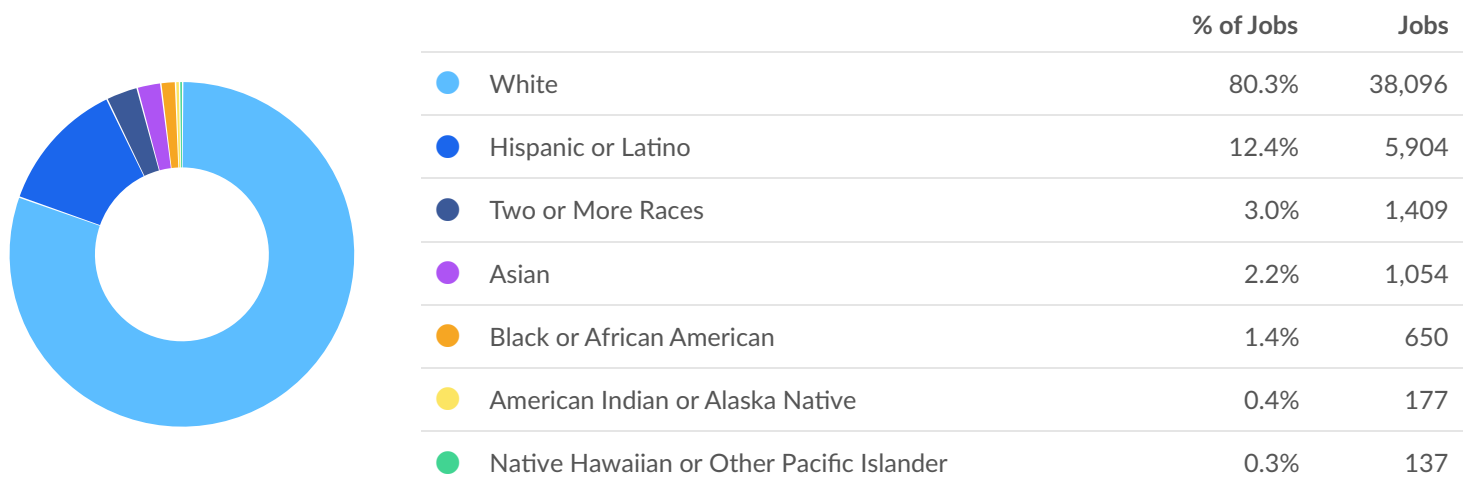 % of Jobs Jobs
White 80.3% 38,096
Hispanic or Latino 12.4% 5,904
Two or More Races 3.0% 1,409
Asian 2.2% 1,054
Black or African American 1.4% 650
American Indian or Alaska Native 0.4% 177
Native Hawaiian or Other Pacific Islander 0.3% 137